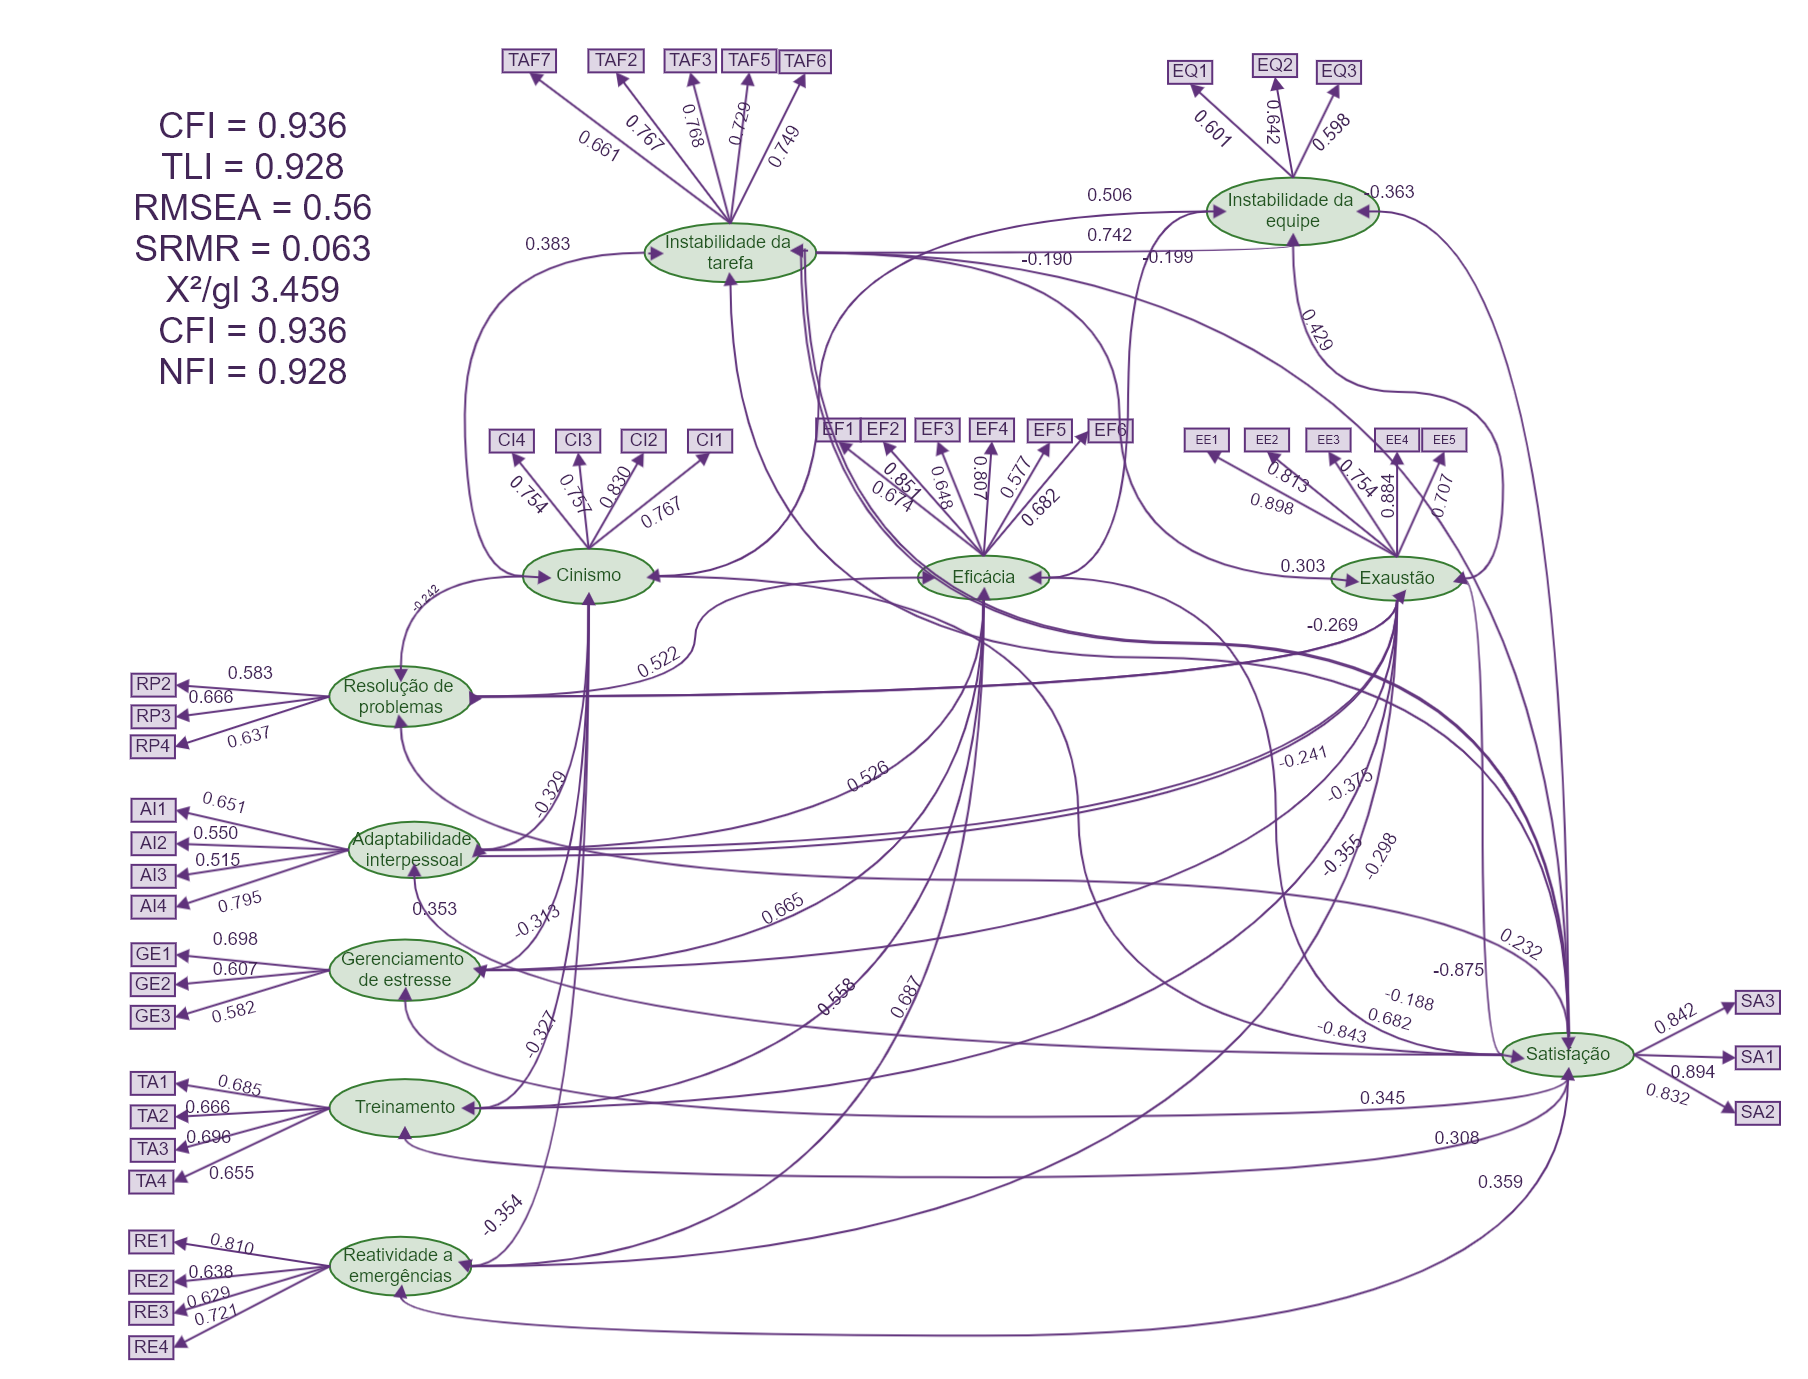 TAF7
TAF2
TAF3
TAF5
TAF6
EQ1
EQ2
EQ3
CFI = 0.936
TLI = 0.928
RMSEA = 0.56
SRMR = 0.063
X²/gl 3.459
CFI = 0.936
NFI = 0.928
0.661
0.767
0.768
0.729
0.749
0.601
0.642
0.598
Instabilidade da
tarefa
Instabilidade da
equipe
0.383
0.506
-0.363
0.742
-0.190
-0.199
0.429
CI4
CI3
CI2
CI1
EF1
EF2
EF3
EF4
EF5
EF6
EE1
EE2
EE3
EE4
EE5
0.754
0.757
0.830
0.767
0.674
0.851
0.648
0.807
0.577
0.682
0.898
0.813
0.754
0.884
0.707
Cinismo
Eficácia
Exaustão
0.303
-0.242
-0.269
0.522
RP2
RP3
RP4
0.583
0.666
0.637
Resolução de
problemas
-0.329
0.526
-0.241
-0.375
AI1
AI2
AI3
AI4
0.651
0.550
0.515
0.795
Adaptabilidade
interpessoal
0.353
-0.313
0.665
-0.355
-0.298
GE1
GE2
GE3
0.698
0.607
0.582
Gerenciamento
de estresse
0.232
-0.875
-0.188
0.682
-0.843
-0.327
0.558
0.687
Satisfação
0.842
0.894
0.832
SA3
SA1
SA2
TA1
TA2
TA3
TA4
0.685
0.666
0.696
0.655
Treinamento
0.345
0.308
0.359
-0.354
RE1
RE2
RE3
RE4
0.810
0.638
0.629
0.721
Reatividade a
emergências